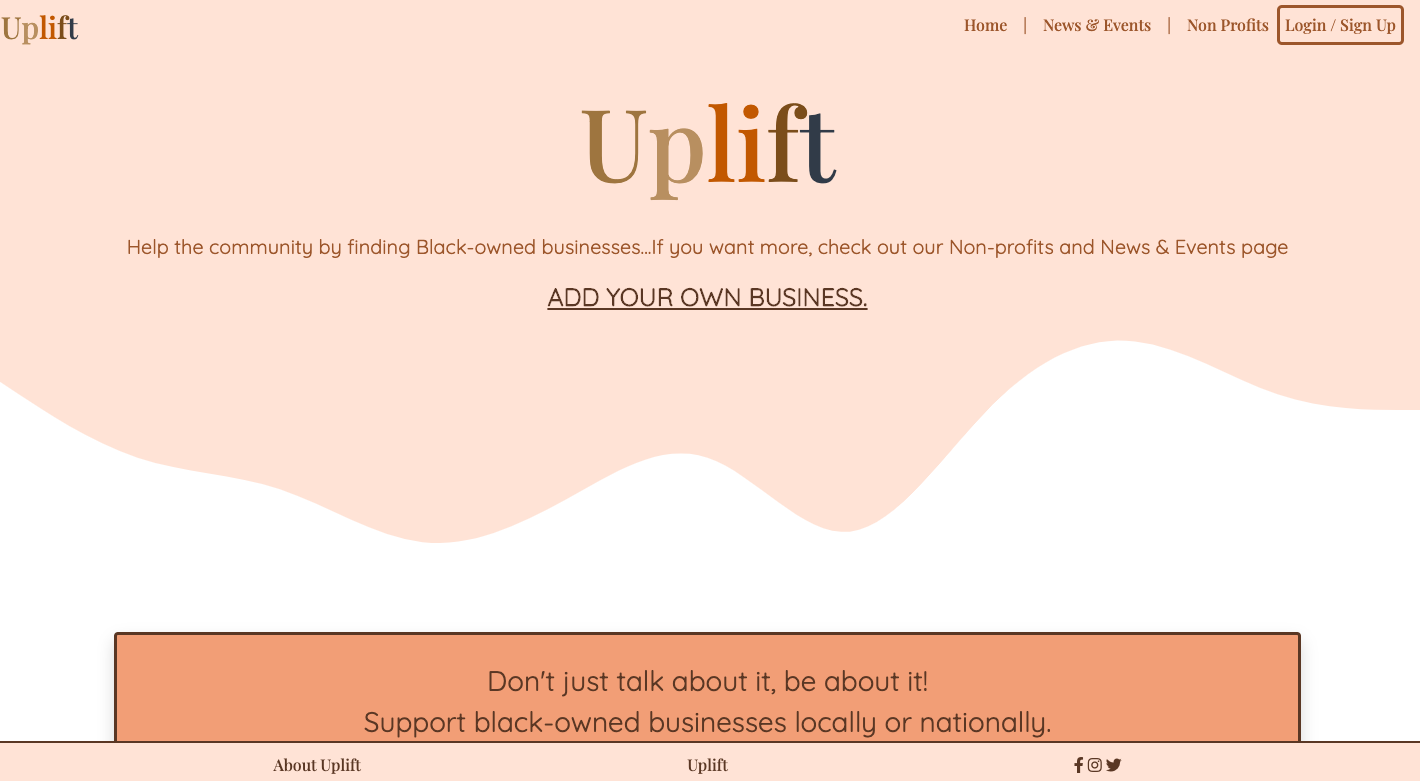 Uplift
Home | News & Events | Non Profits Login / Sign Up
Uplift
Help the community by finding Black-owned businesses...If you want more, check out our Non-profits and News & Events page
ADD YOUR OWN BUSINESS.
Don't just talk about it, be about it!
Support black-owned businesses locally or nationally.
About Uplift Uplift